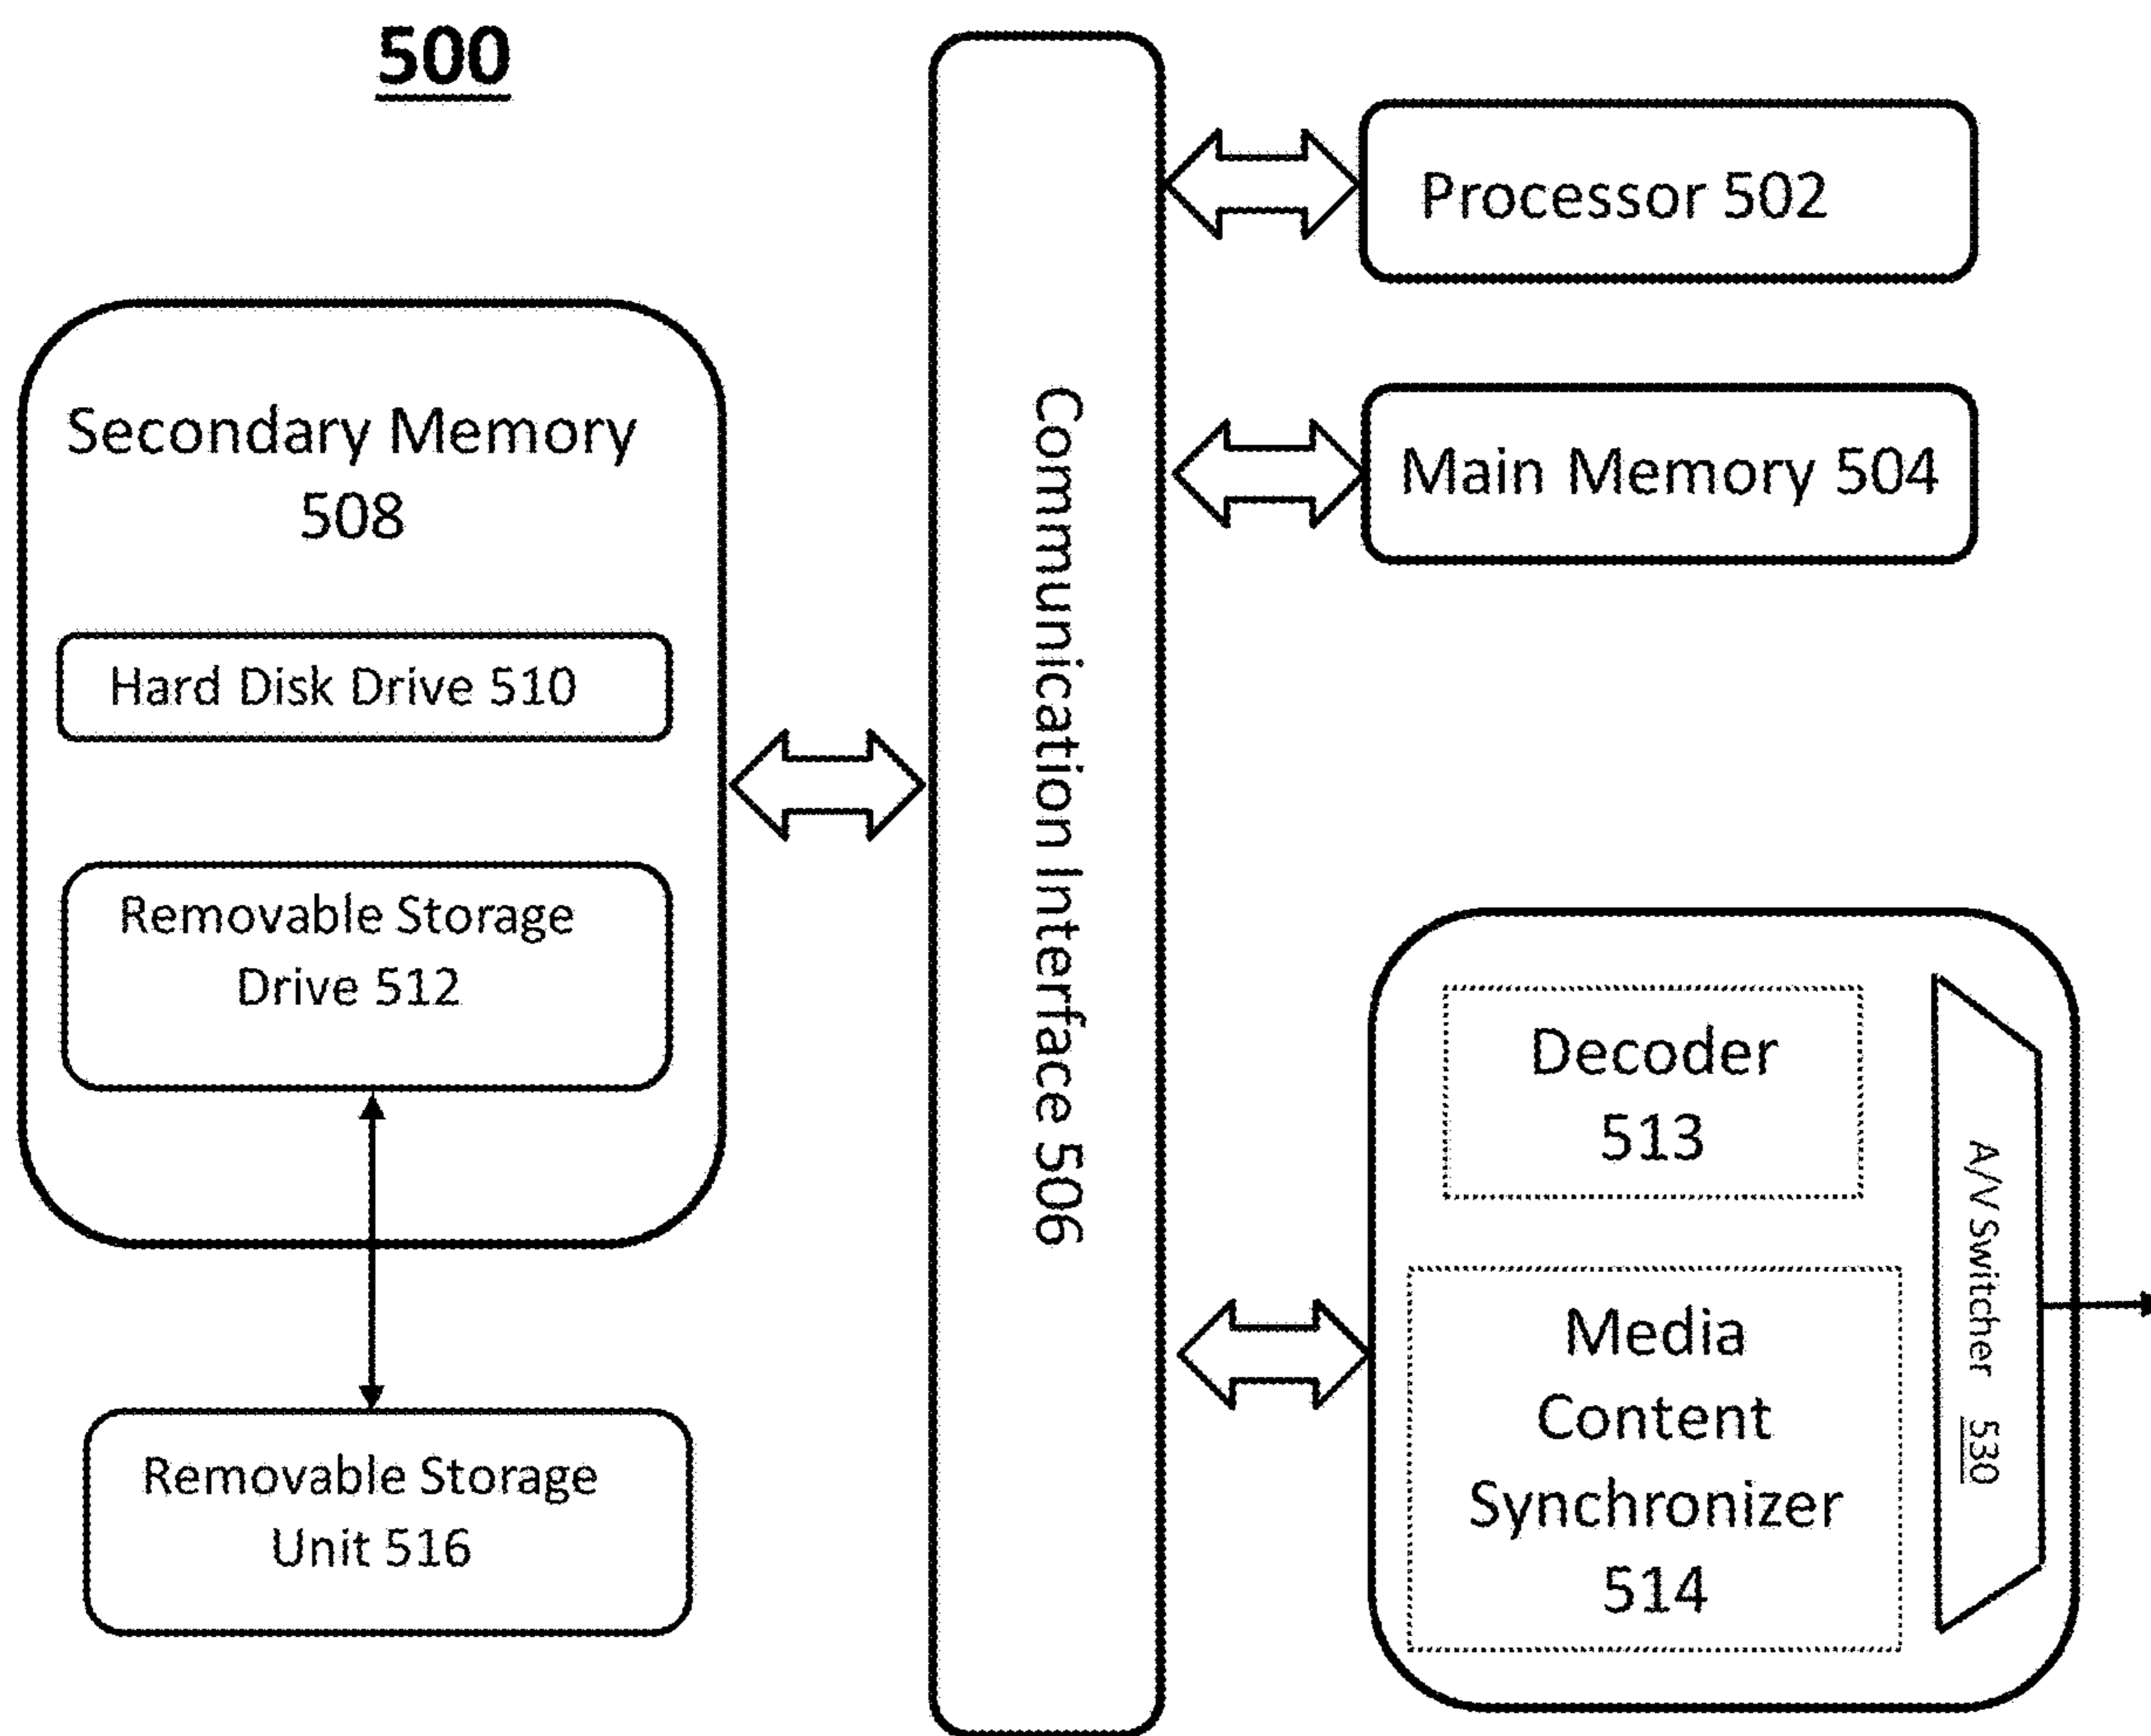 500
Secondary Memory
508
Hard Disk Drive 510
Removable Storage
Drive 512
Removable Storage
Unit 516
Communication Interface 506
Processor 502
Main Memory 504
Decoder
513
Media
Content
Synchronizer
514
A/V Switcher 530